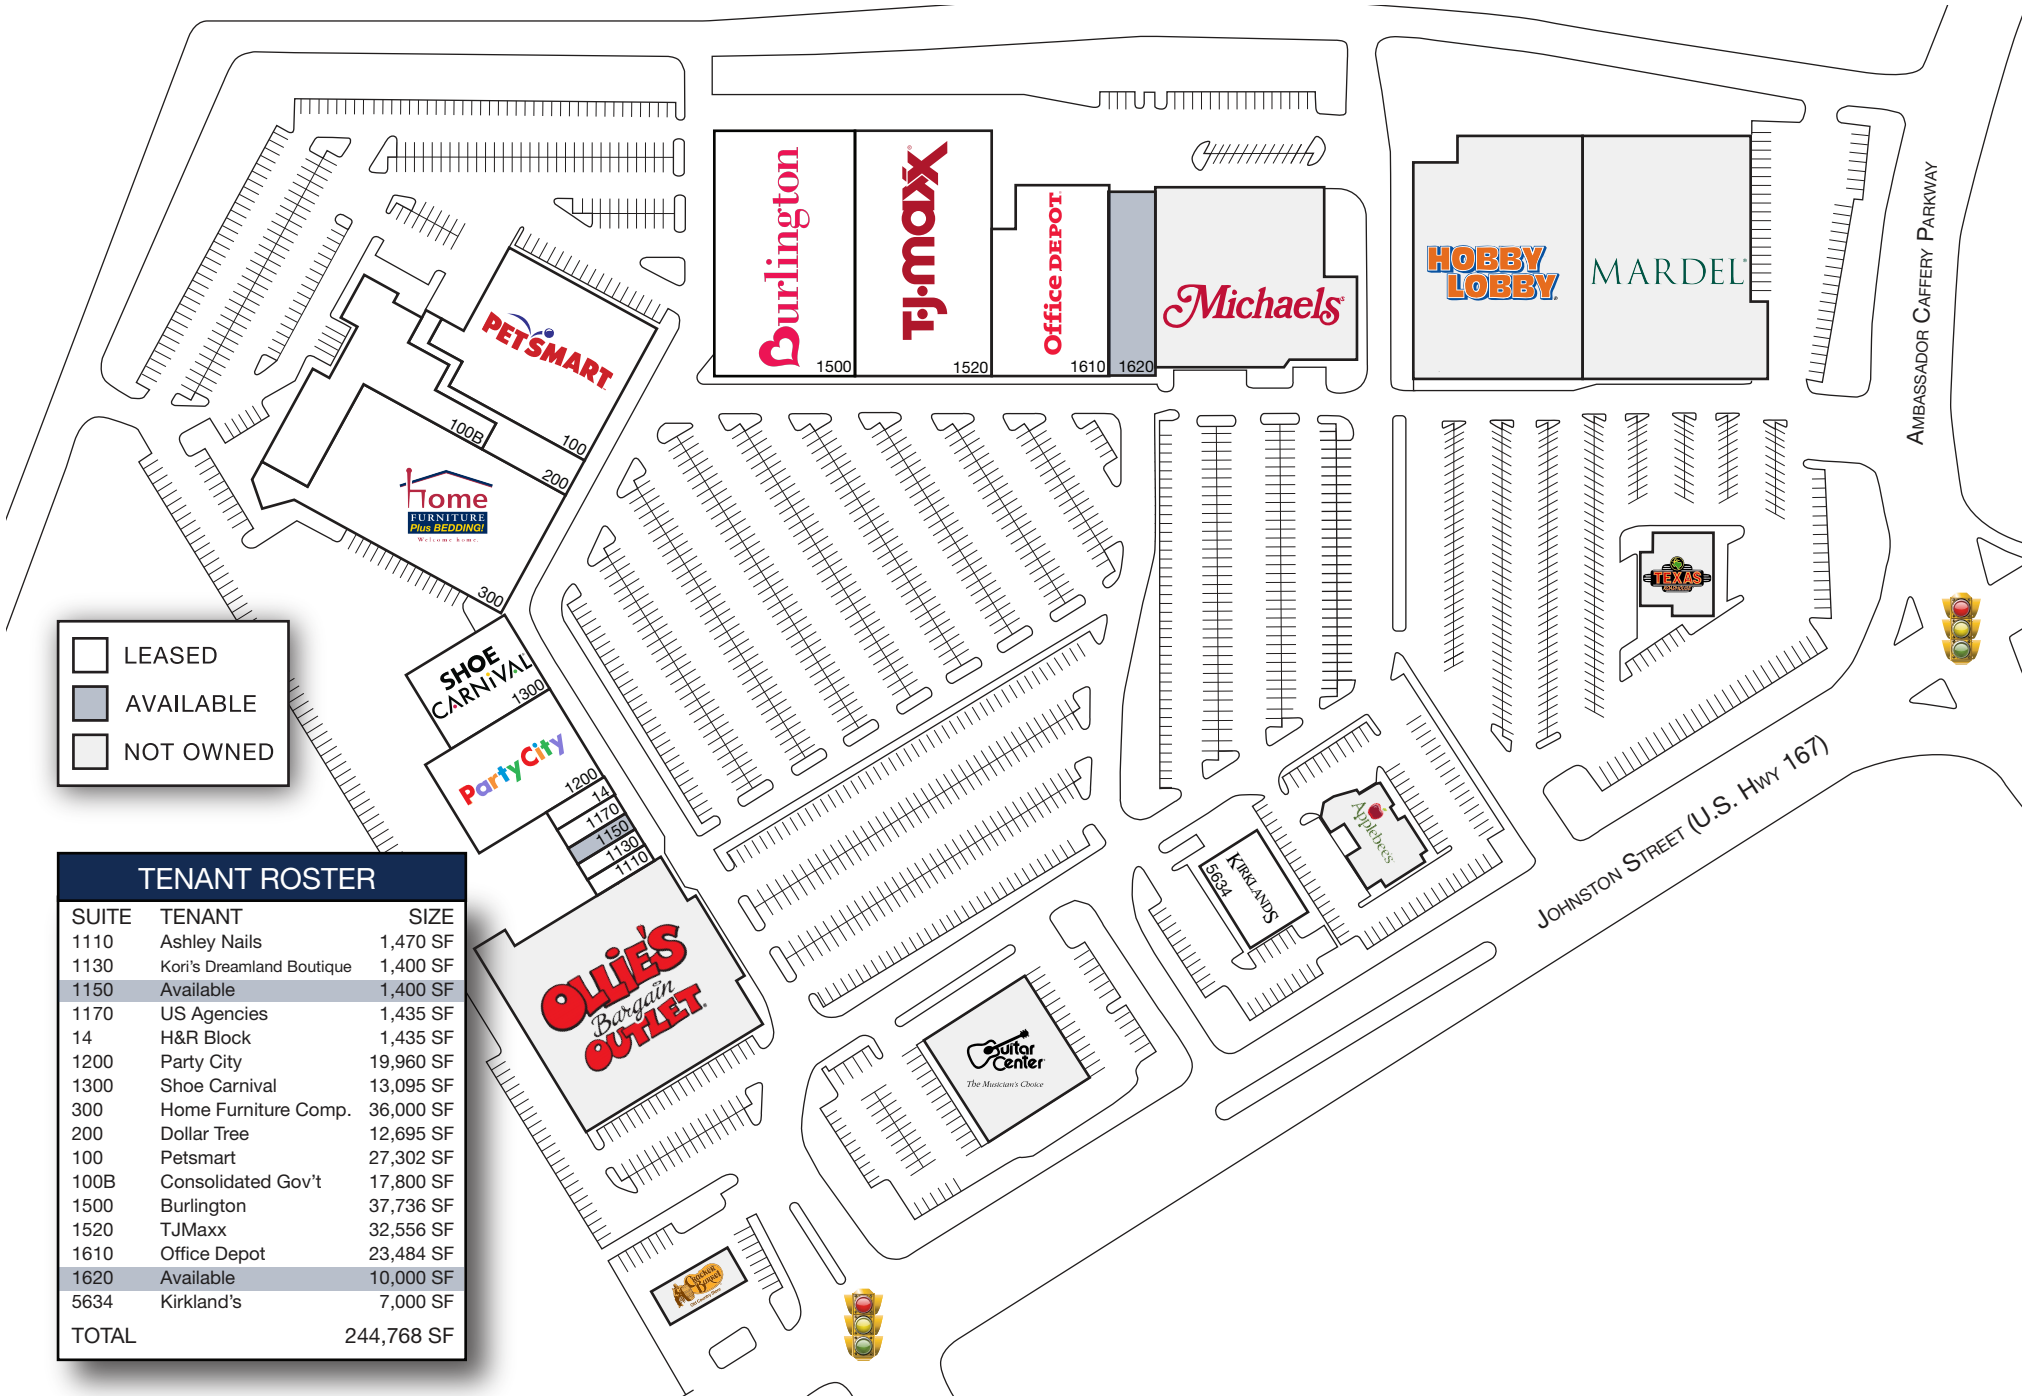 Burlington
1500
T.J.maxx
1520
Office DEPOT
1610
1620
Michaels
HOBBY
LOBBY
MARDEL
AMBASSADOR CAFFERY PARKWAY
PETSMART
100
100B
200
Home
FURNITURE
Plus BEDDING!
Welcome home.
300
TEXAS
LEASED
AVAILABLE
NOT OWNED
SHOE
CARNIVAL
1300
PartyCity
1200
14
1170
1150
1130
1110
JOHNSTON STREET (U.S. HWY 167)
Applebee's
KIRKLANDS
5634
OLLIE'S
Bargain
OUTLET
Guitar
Center
The Musician's Choice
CRACKER
BARREL
Old Country Store
TENANT ROSTER
SUITE TENANT SIZE
1110 Ashley Nails 1,470 SF
1130 Kori's Dreamland Boutique 1,400 SF
1150 Available 1,400 SF
1170 US Agencies 1,435 SF
14 H&R Block 1,435 SF
1200 Party City 19,960 SF
1300 Shoe Carnival 13,095 SF
300 Home Furniture Comp. 36,000 SF
200 Dollar Tree 12,695 SF
100 Petsmart 27,302 SF
100B Consolidated Gov't 17,800 SF
1500 Burlington 37,736 SF
1520 TJMaxx 32,556 SF
1610 Office Depot 23,484 SF
1620 Available 10,000 SF
5634 Kirkland's 7,000 SF
TOTAL 244,768 SF